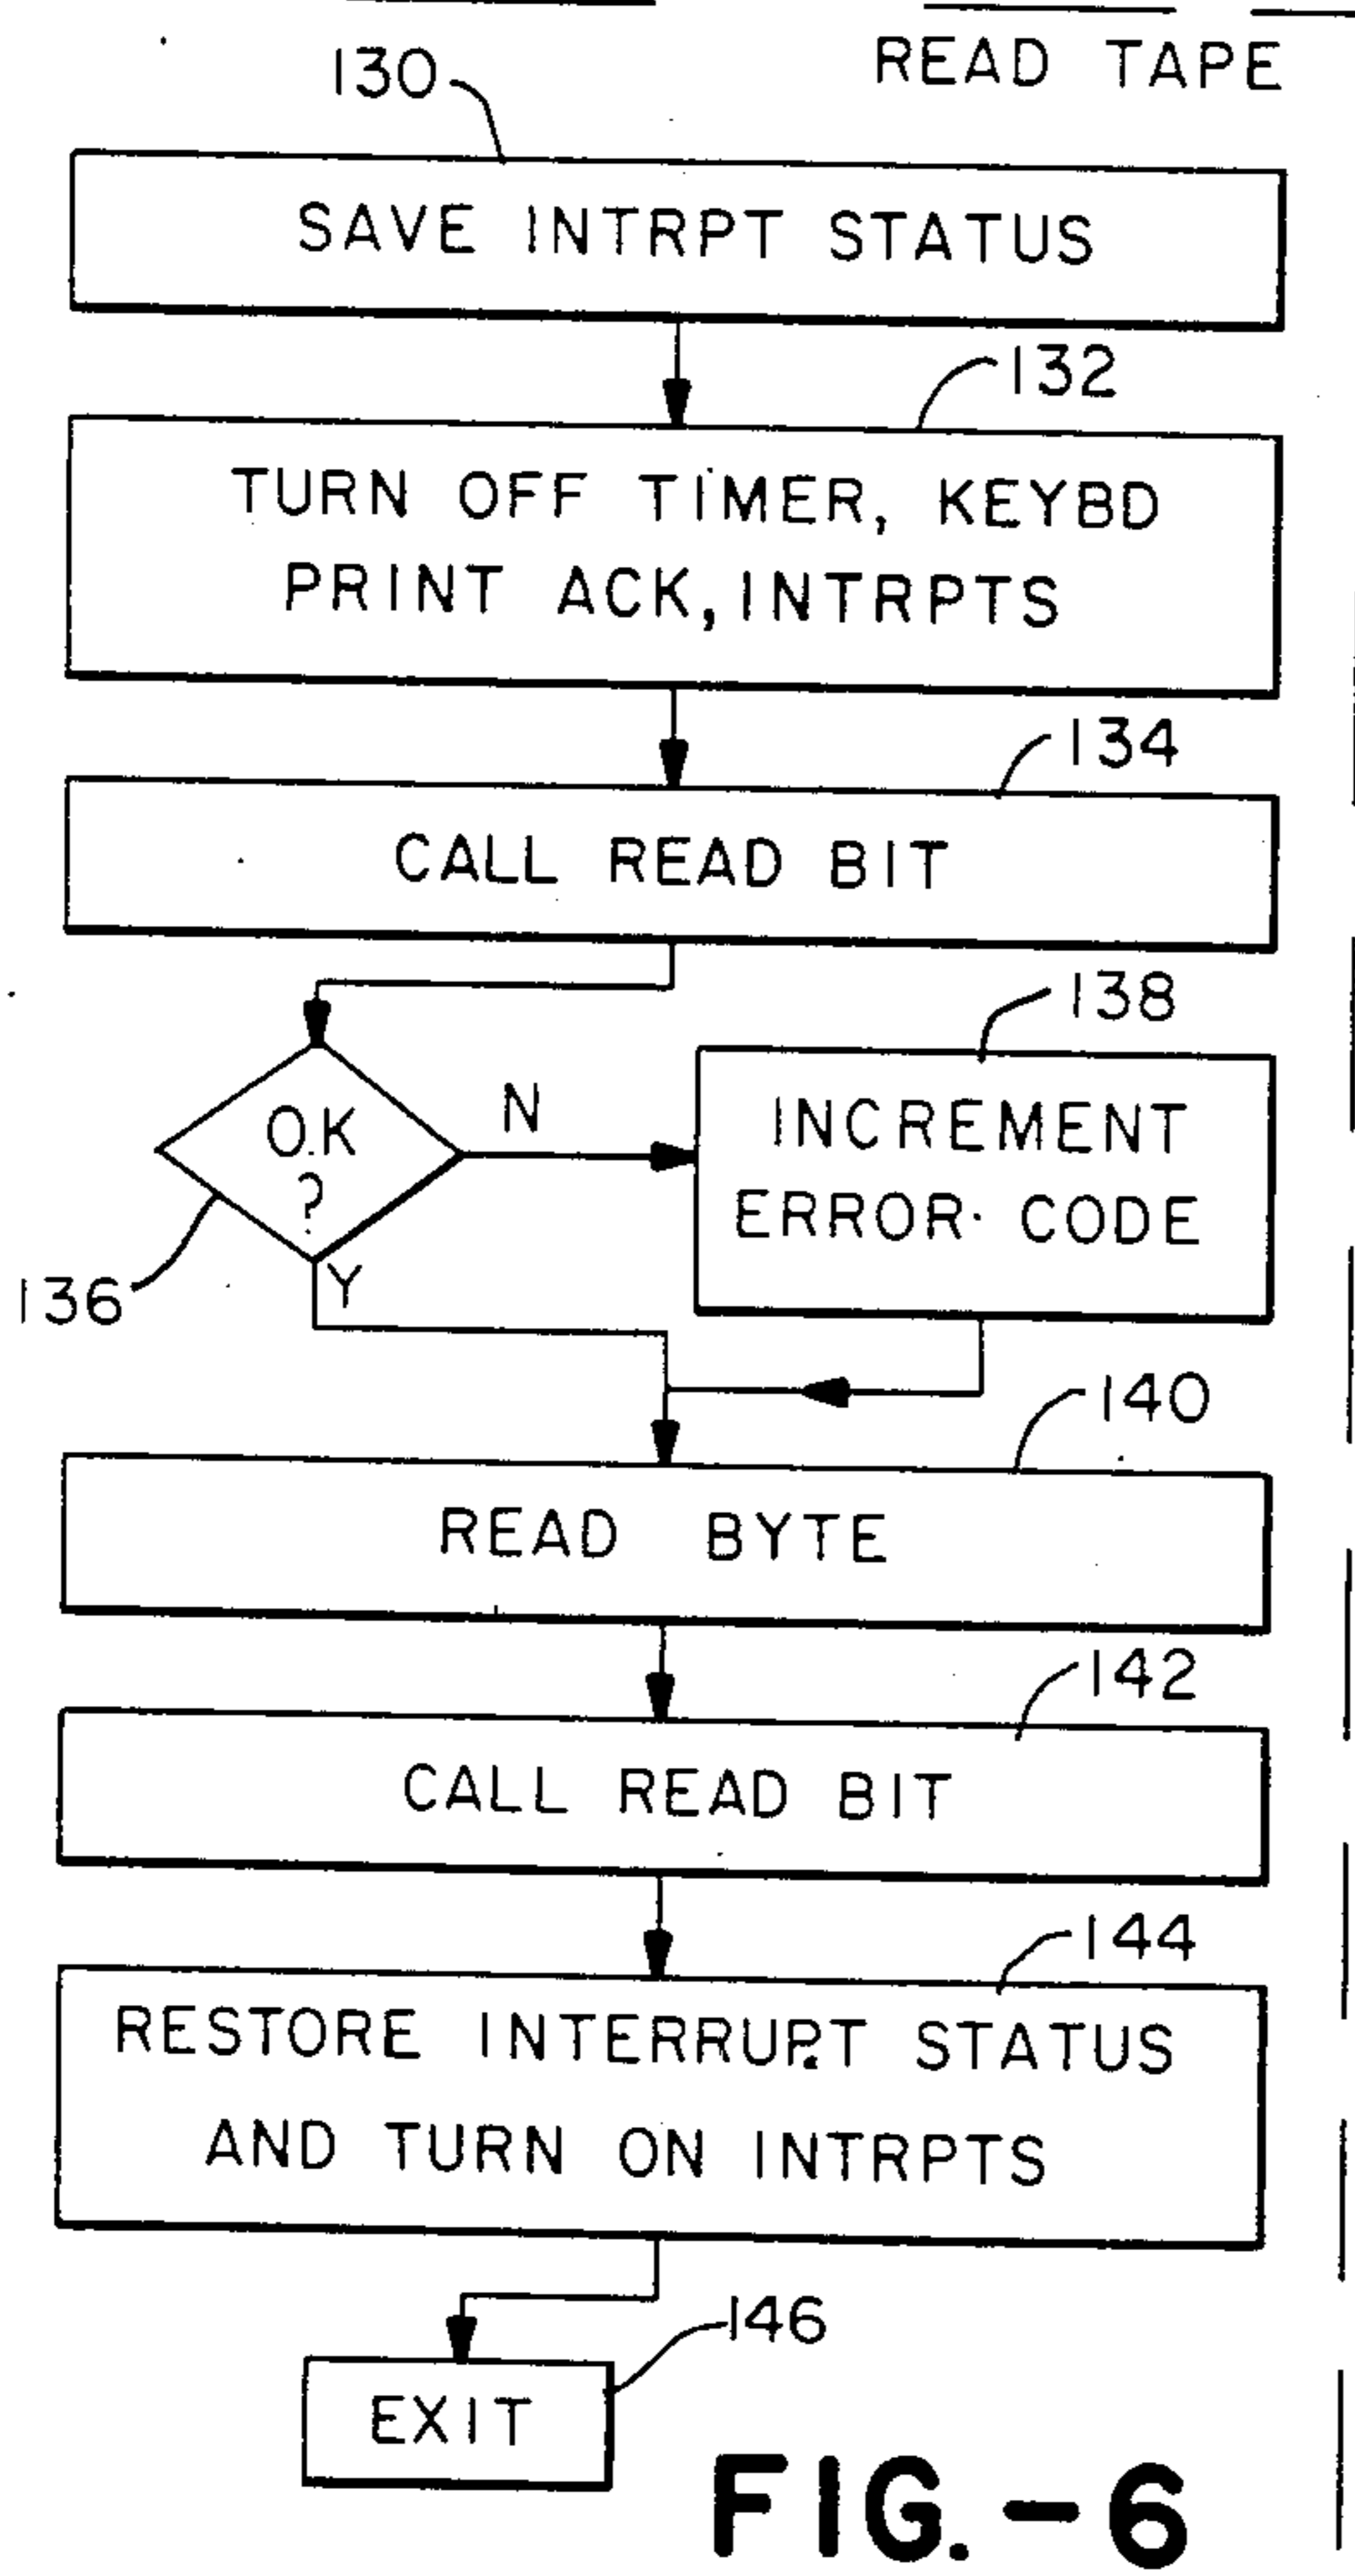 READ TAPE
130
SAVE INTRPT STATUS
132
TURN OFF TIMER, KEYBD
PRINT ACK, INTRPTS
134
CALL READ BIT
138
O.K
?
N
INCREMENT
ERROR CODE
136
Y
140
READ BYTE
142
CALL READ BIT
144
RESTORE INTERRUPT STATUS
AND TURN ON INTRPTS
146
EXIT
FIG.-6